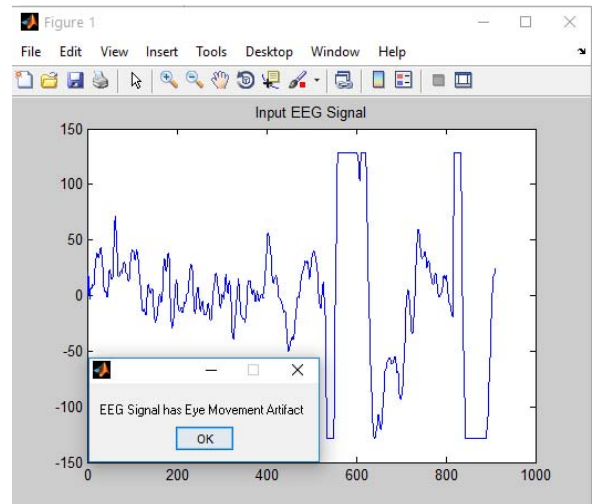 Figure 1
File Edit View Insert Tools Desktop Window Help
Input EEG Signal
150
100
50
0
-50
-100
-150
EEG Signal has Eye Movement Artifact
OK
0 200 400 600 800 1000